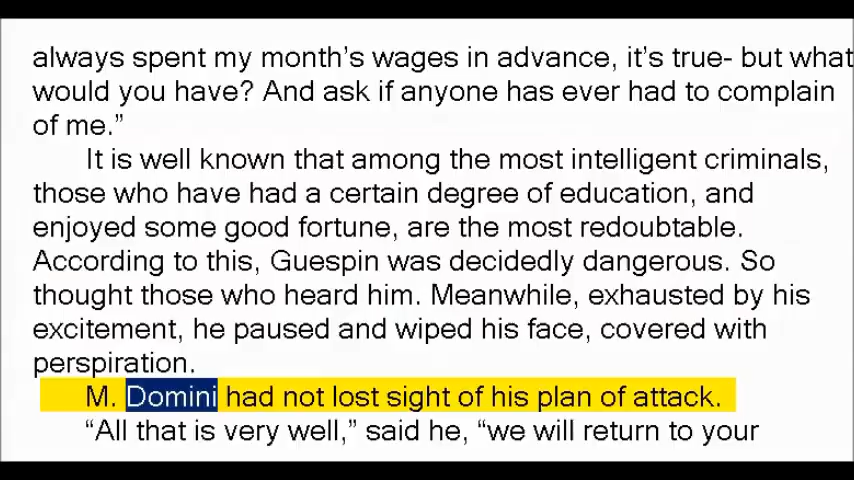 always spent my month's wages in advance, it's true- but what
would you have? And ask if anyone has ever had to complain
of me.”
It is well known that among the most intelligent criminals,
those who have had a certain degree of education, and
enjoyed some good fortune, are the most redoubtable.
According to this, Guespin was decidedly dangerous. So
thought those who heard him. Meanwhile, exhausted by his
excitement, he paused and wiped his face, covered with
perspiration.
M. Domini had not lost sight of his plan of attack.
“All that is very well,” said he, “we will return to your